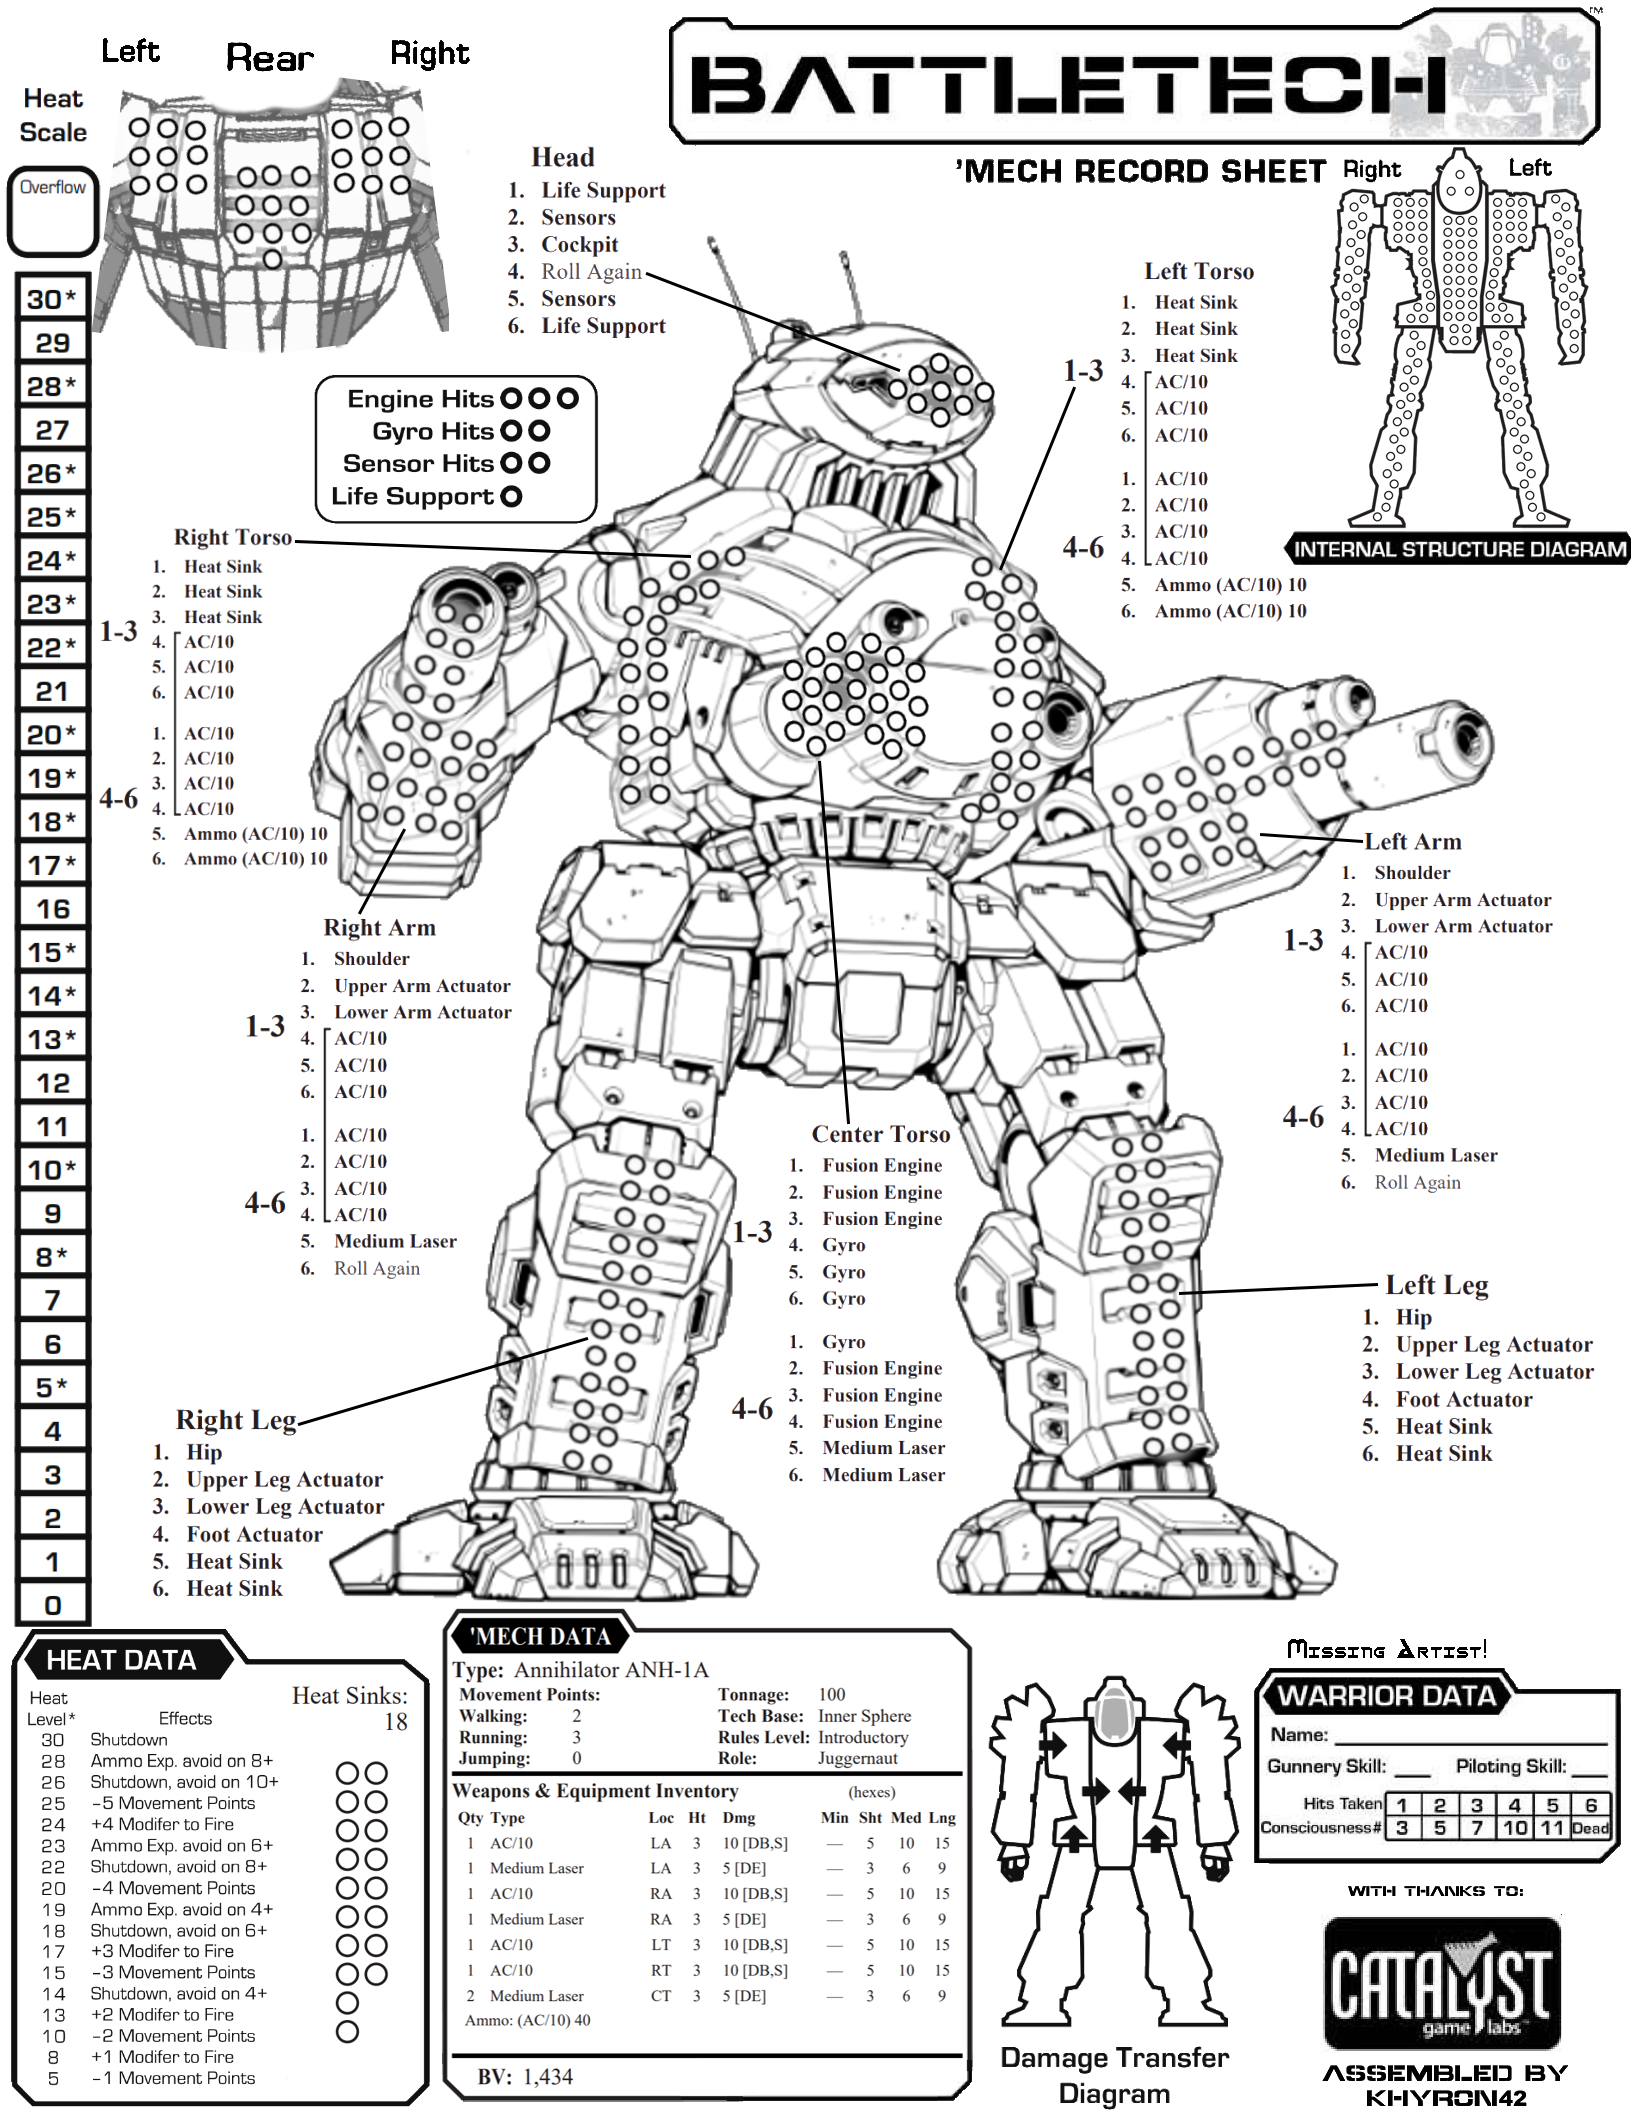 Left Rear Right
Heat
Scale
Overflow
30*
29
28*
27
26*
25*
24*
23*
22*
21
20*
19*
18*
17*
16
15*
14*
13*
12
11
10*
9
8*
7
6
5*
4
3
2
1
0
BATTLETECH
TM
'MECH RECORD SHEET
Right Left
INTERNAL STRUCTURE DIAGRAM
Head
1. Life Support
2. Sensors
3. Cockpit
4. Roll Again
5. Sensors
6. Life Support
Engine Hits
Gyro Hits
Sensor Hits
Life Support
Left Torso
1-3
1. Heat Sink
2. Heat Sink
3. Heat Sink
4. AC/10
5. AC/10
6. AC/10
4-6
1. AC/10
2. AC/10
3. AC/10
4. AC/10
5. Ammo (AC/10) 10
6. Ammo (AC/10) 10
Right Torso
1-3
1. Heat Sink
2. Heat Sink
3. Heat Sink
4. AC/10
5. AC/10
6. AC/10
4-6
1. AC/10
2. AC/10
3. AC/10
4. AC/10
5. Ammo (AC/10) 10
6. Ammo (AC/10) 10
Left Arm
1-3
1. Shoulder
2. Upper Arm Actuator
3. Lower Arm Actuator
4. AC/10
5. AC/10
6. AC/10
4-6
1. AC/10
2. AC/10
3. AC/10
4. AC/10
5. Medium Laser
6. Roll Again
Right Arm
1-3
1. Shoulder
2. Upper Arm Actuator
3. Lower Arm Actuator
4. AC/10
5. AC/10
6. AC/10
4-6
1. AC/10
2. AC/10
3. AC/10
4. AC/10
5. Medium Laser
6. Roll Again
Center Torso
1-3
1. Fusion Engine
2. Fusion Engine
3. Fusion Engine
4. Gyro
5. Gyro
6. Gyro
4-6
1. Gyro
2. Fusion Engine
3. Fusion Engine
4. Fusion Engine
5. Medium Laser
6. Medium Laser
Left Leg
1. Hip
2. Upper Leg Actuator
3. Lower Leg Actuator
4. Foot Actuator
5. Heat Sink
6. Heat Sink
Right Leg
1. Hip
2. Upper Leg Actuator
3. Lower Leg Actuator
4. Foot Actuator
5. Heat Sink
6. Heat Sink
HEAT DATA
Heat
Level* Effects
Heat Sinks:
18
30 Shutdown
28 Ammo Exp. avoid on 8+
26 Shutdown, avoid on 10+
25 -5 Movement Points
24 +4 Modifer to Fire
23 Ammo Exp. avoid on 6+
22 Shutdown, avoid on 8+
20 -4 Movement Points
19 Ammo Exp. avoid on 4+
18 Shutdown, avoid on 6+
17 +3 Modifer to Fire
15 -3 Movement Points
14 Shutdown, avoid on 4+
13 +2 Modifer to Fire
10 -2 Movement Points
8 +1 Modifer to Fire
5 -1 Movement Points
'MECH DATA
Type: Annihilator ANH-1A
Movement Points: Tonnage: 100
Walking: 2 Tech Base: Inner Sphere
Running: 3 Rules Level: Introductory
Jumping: 0 Role: Juggernaut
Weapons & Equipment Inventory (hexes)
Qty Type Loc Ht Dmg Min Sht Med Lng
1 AC/10 LA 3 10 [DB,S] — 5 10 15
1 Medium Laser LA 3 5 [DE] — 3 6 9
1 AC/10 RA 3 10 [DB,S] — 5 10 15
1 Medium Laser RA 3 5 [DE] — 3 6 9
1 AC/10 LT 3 10 [DB,S] — 5 10 15
1 AC/10 RT 3 10 [DB,S] — 5 10 15
2 Medium Laser CT 3 5 [DE] — 3 6 9
Ammo: (AC/10) 40
BV: 1,434
Damage Transfer
Diagram
Missing Artist!
WARRIOR DATA
Name:
Gunnery Skill: Piloting Skill:
Hits Taken 1 2 3 4 5 6
Consciousness# 3 5 7 10 11 Dead
WITH THANKS TO:
CATALYST
game labs
ASSEMBLED BY
KHYRON42